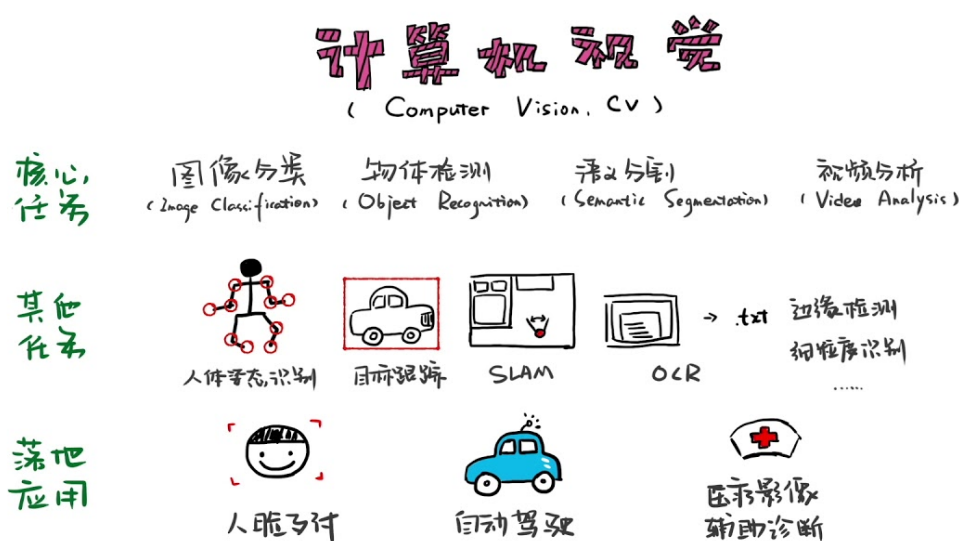 计算机视觉
( Computer Vision, CV )
核心任务
图像分类 物体检测 语义分割 视频分析
(Image Classification) (Object Recognition) (Semantic Segmentation) (Video Analysis)
其他任务
→ .txt 边缘检测
细粒度识别
......
人体姿态识别 目标跟踪 SLAM OCR
落地应用
人脸支付 自动驾驶 医疗影像
辅助诊断